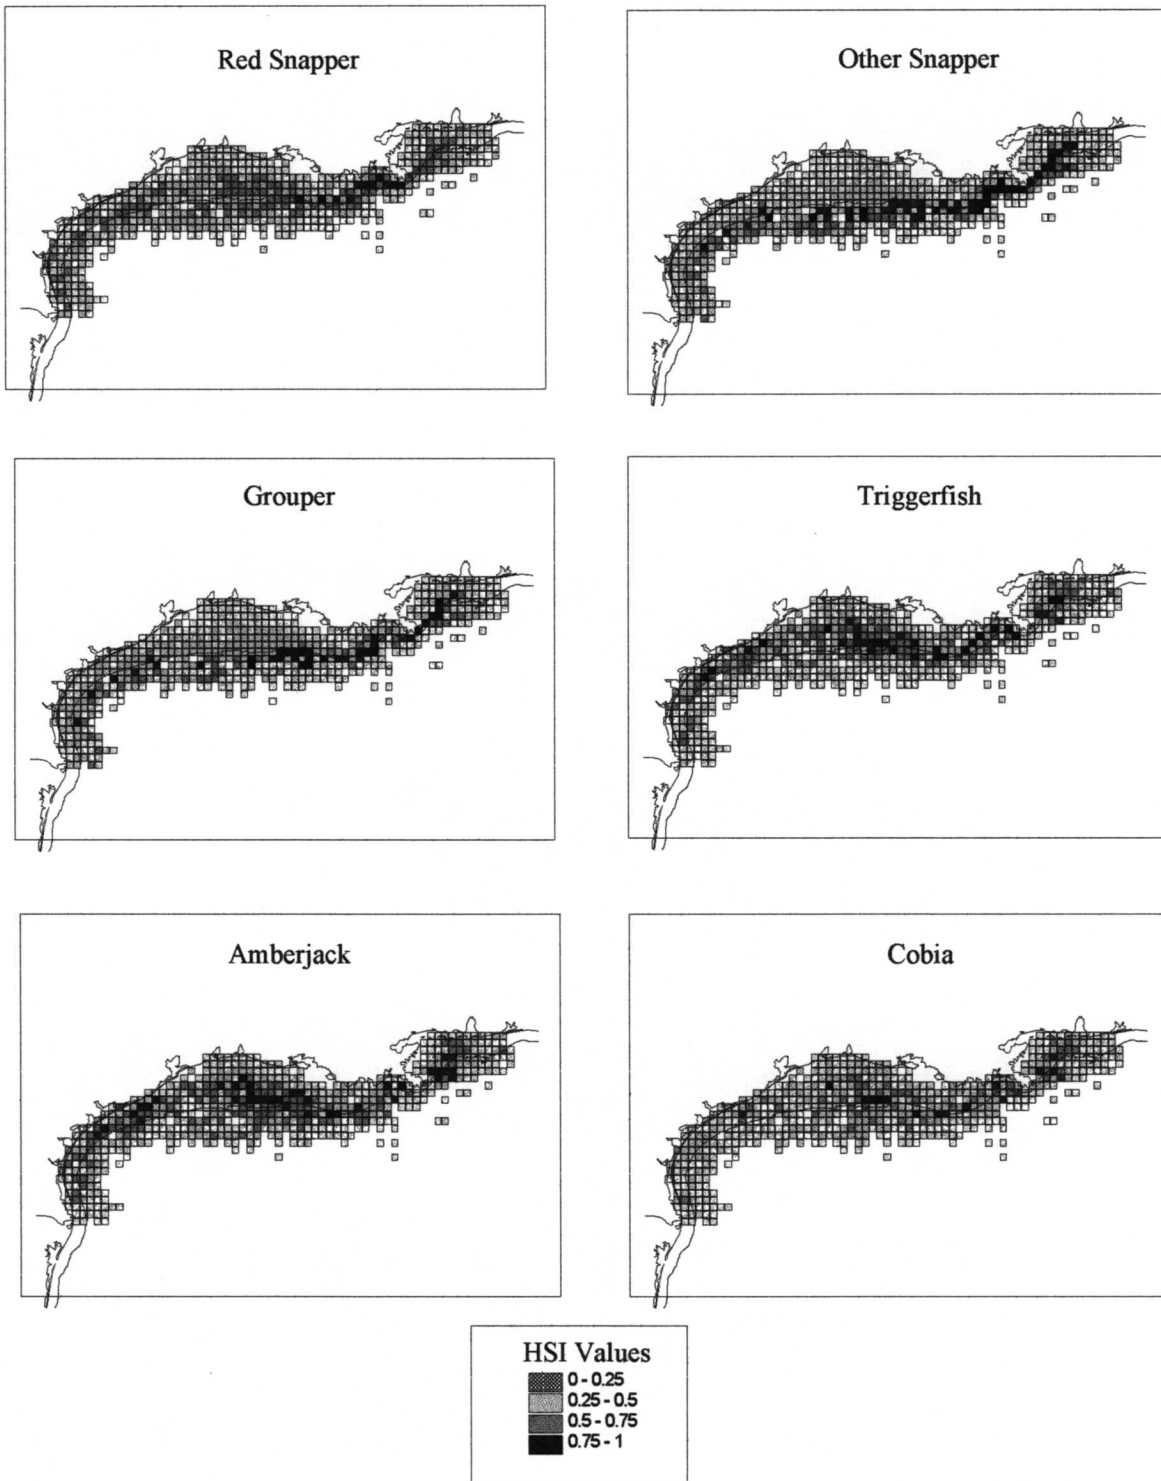 Red Snapper
Other Snapper
Grouper
Triggerfish
Amberjack
Cobia
HSI Values
0 - 0.25
0.25 - 0.5
0.5 - 0.75
0.75 - 1